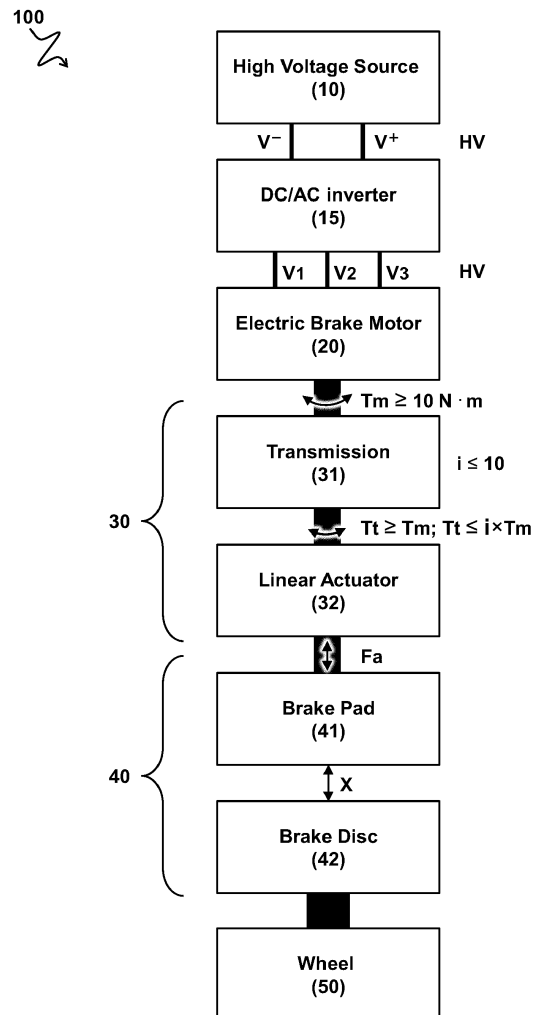 100
High Voltage Source
(10)
V− V+ HV
DC/AC inverter
(15)
V1 V2 V3 HV
Electric Brake Motor
(20)
Tm ≥ 10 N · m
Transmission
(31)
i ≤ 10
30
Tt ≥ Tm; Tt ≤ i×Tm
Linear Actuator
(32)
Fa
Brake Pad
(41)
40
X
Brake Disc
(42)
Wheel
(50)